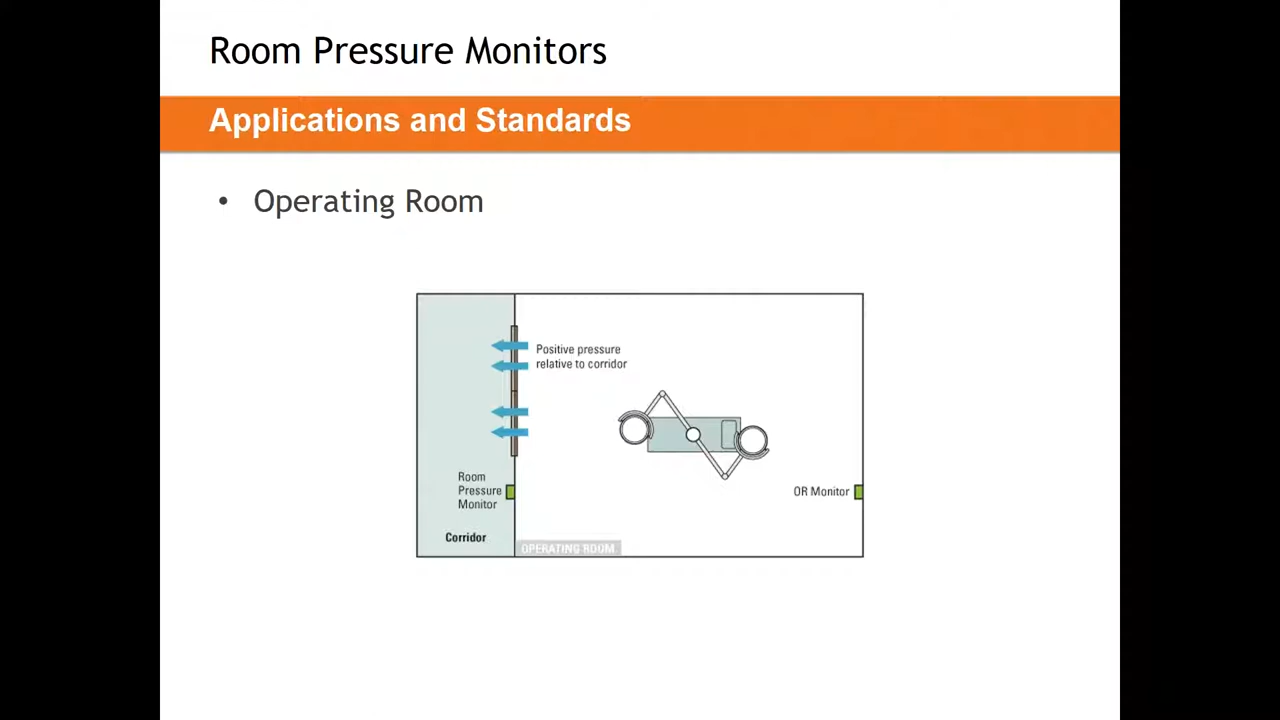 Room Pressure Monitors
Applications and Standards
• Operating Room
Positive pressure
relative to corridor
Room
Pressure
Monitor
OR Monitor
Corridor
OPERATING ROOM.